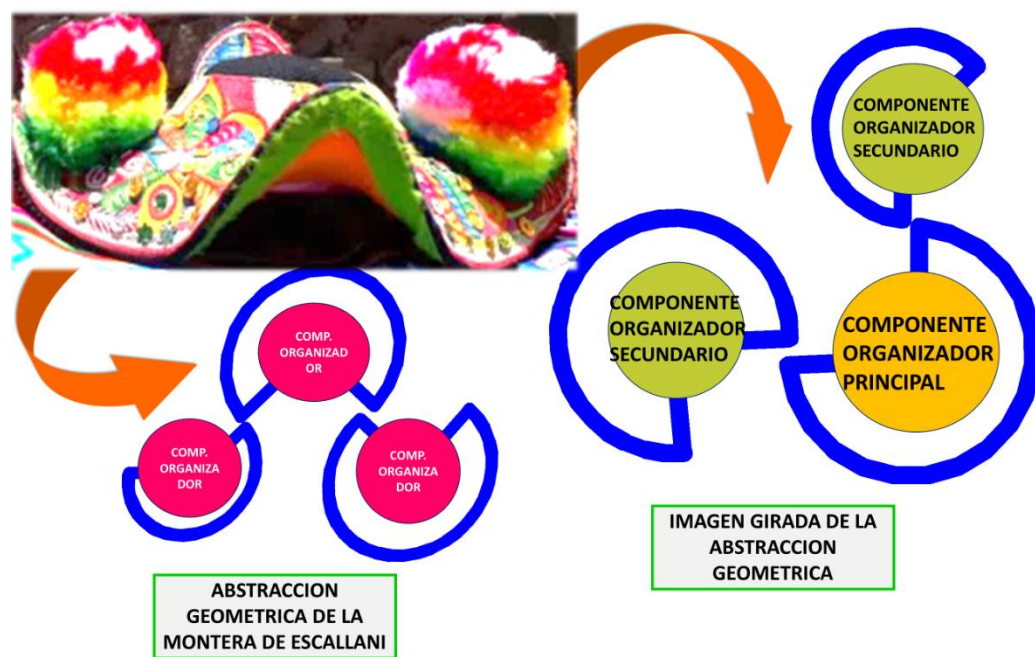 COMPONENTE
ORGANIZADOR
SECUNDARIO
COMPONENTE
ORGANIZADOR
SECUNDARIO
COMPONENTE
ORGANIZADOR
PRINCIPAL
COMP.
ORGANIZAD
OR
COMP.
ORGANIZA
DOR
COMP.
ORGANIZA
DOR
IMAGEN GIRADA DE LA
ABSTRACCION
GEOMETRICA
ABSTRACCION
GEOMETRICA DE LA
MONTERA DE ESCALLANI